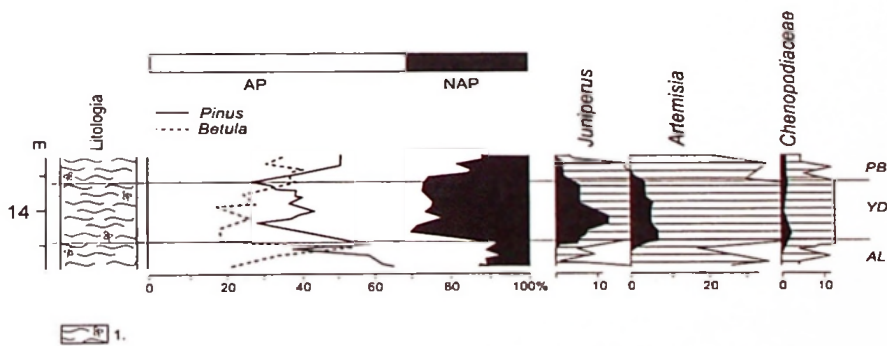 AP NAP
Pinus
Betula
Juniperus
Artemisia
Chenopodiaceae
m
Litologia
PB
14
YD
AL
0 20 40 60 80 100%
10
0 20
0 10
1.